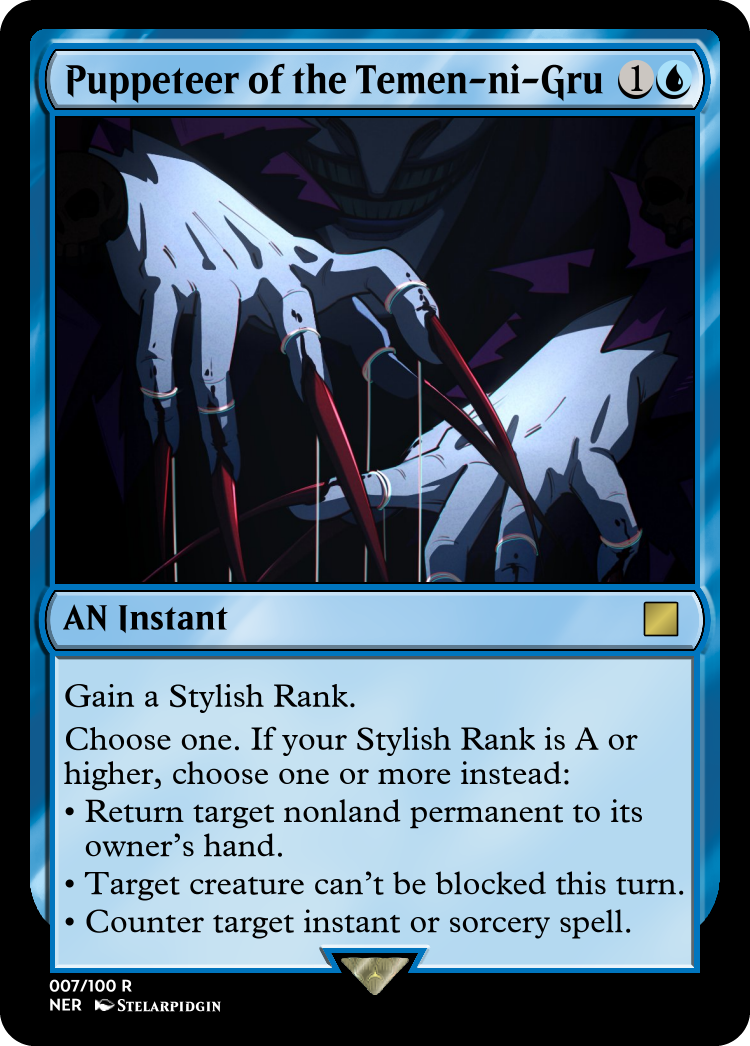 Puppeteer of the Temen-ni-Gru 1
AN Instant
Gain a Stylish Rank.
Choose one. If your Stylish Rank is A or
higher, choose one or more instead:
• Return target nonland permanent to its
owner's hand.
• Target creature can't be blocked this turn.
• Counter target instant or sorcery spell.
007/100 R
NER STELARPIDGIN